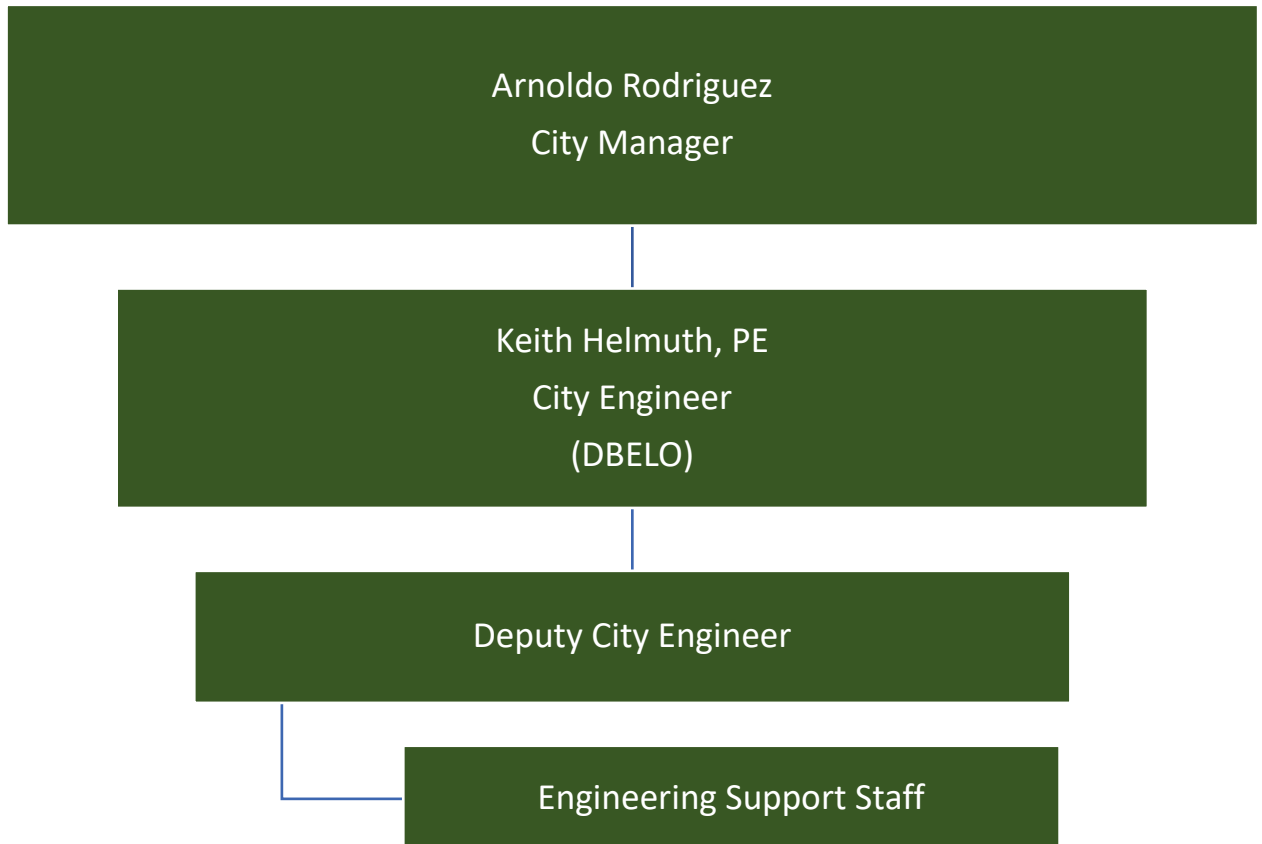 Arnoldo Rodriguez
City Manager
Keith Helmuth, PE
City Engineer
(DBELO)
Deputy City Engineer
Engineering Support Staff